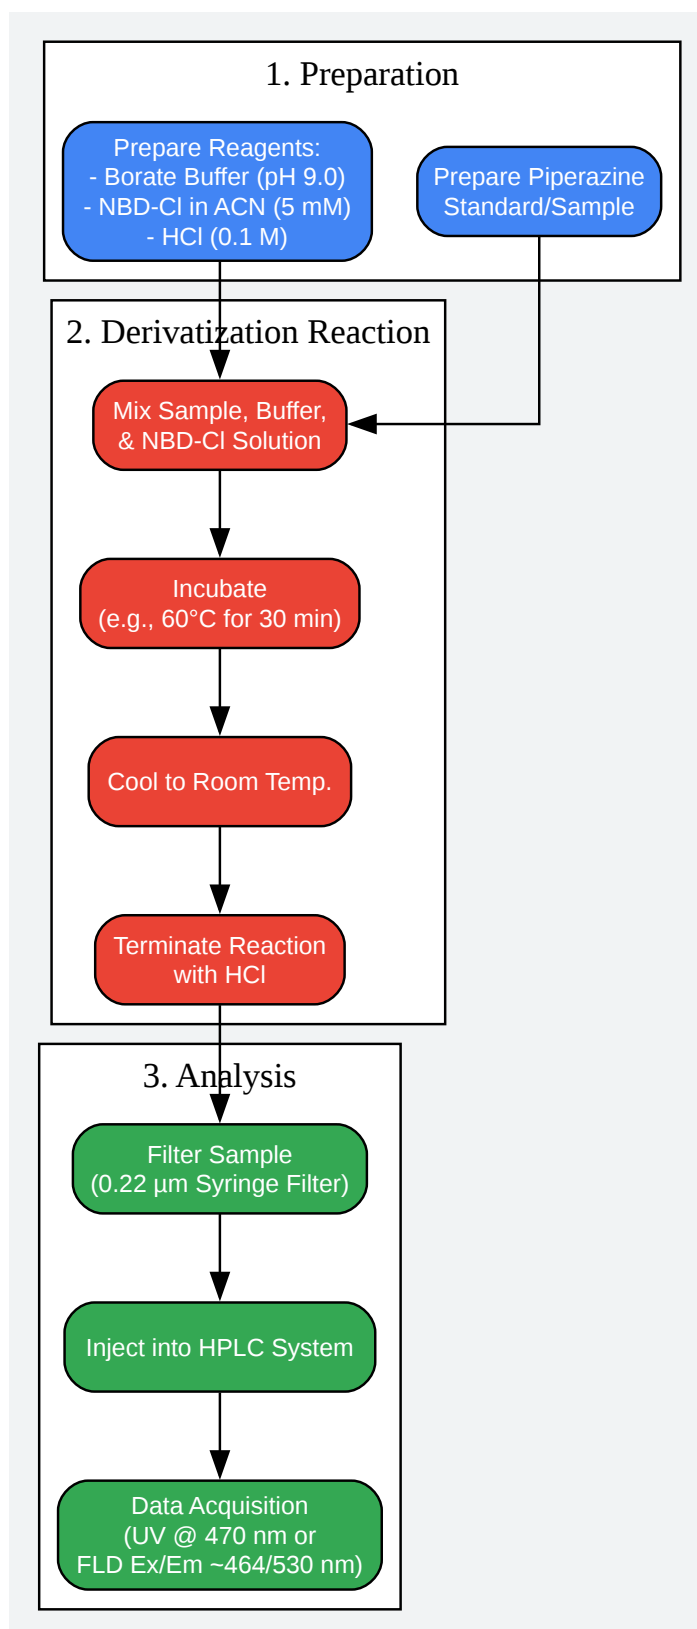 1. Preparation
Prepare Reagents:
- Borate Buffer (pH 9.0)
- NBD-Cl in ACN (5 mM)
- HCl (0.1 M)
Prepare Piperazine
Standard/Sample
2. Derivatization Reaction
Mix Sample, Buffer,
& NBD-Cl Solution
Incubate
(e.g., 60°C for 30 min)
Cool to Room Temp.
Terminate Reaction
with HCl
3. Analysis
Filter Sample
(0.22 µm Syringe Filter)
Inject into HPLC System
Data Acquisition
(UV @ 470 nm or
FLD Ex/Em ~464/530 nm)